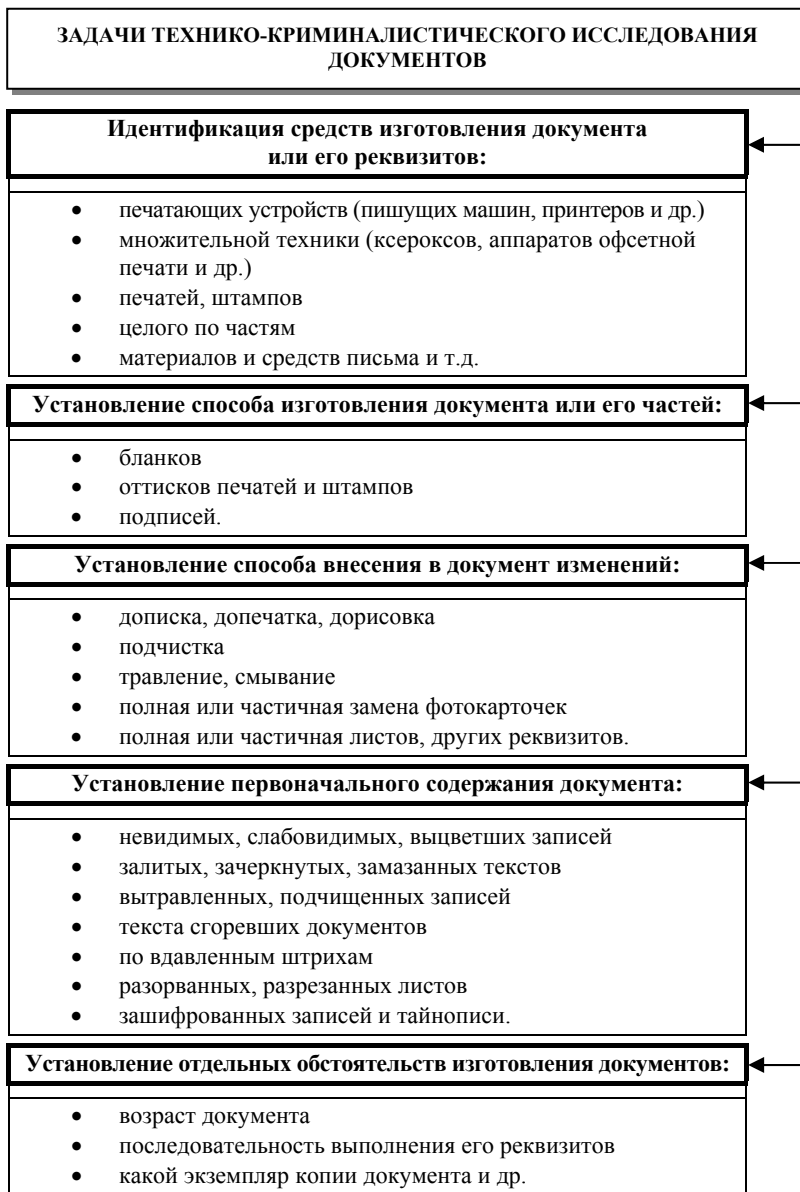 ЗАДАЧИ ТЕХНИКО-КРИМИНАЛИСТИЧЕСКОГО ИССЛЕДОВАНИЯ
ДОКУМЕНТОВ
Идентификация средств изготовления документа
или его реквизитов:
• печатающих устройств (пишущих машин, принтеров и др.)
• множительной техники (ксероксов, аппаратов офсетной
печати и др.)
• печатей, штампов
• целого по частям
• материалов и средств письма и т.д.
Установление способа изготовления документа или его частей:
• бланков
• оттисков печатей и штампов
• подписей.
Установление способа внесения в документ изменений:
• дописка, допечатка, дорисовка
• подчистка
• травление, смывание
• полная или частичная замена фотокарточек
• полная или частичная листов, других реквизитов.
Установление первоначального содержания документа:
• невидимых, слабовидимых, выцветших записей
• залитых, зачеркнутых, замазанных текстов
• вытравленных, подчищенных записей
• текста сгоревших документов
• по вдавленным штрихам
• разорванных, разрезанных листов
• зашифрованных записей и тайнописи.
Установление отдельных обстоятельств изготовления документов:
• возраст документа
• последовательность выполнения его реквизитов
• какой экземпляр копии документа и др.